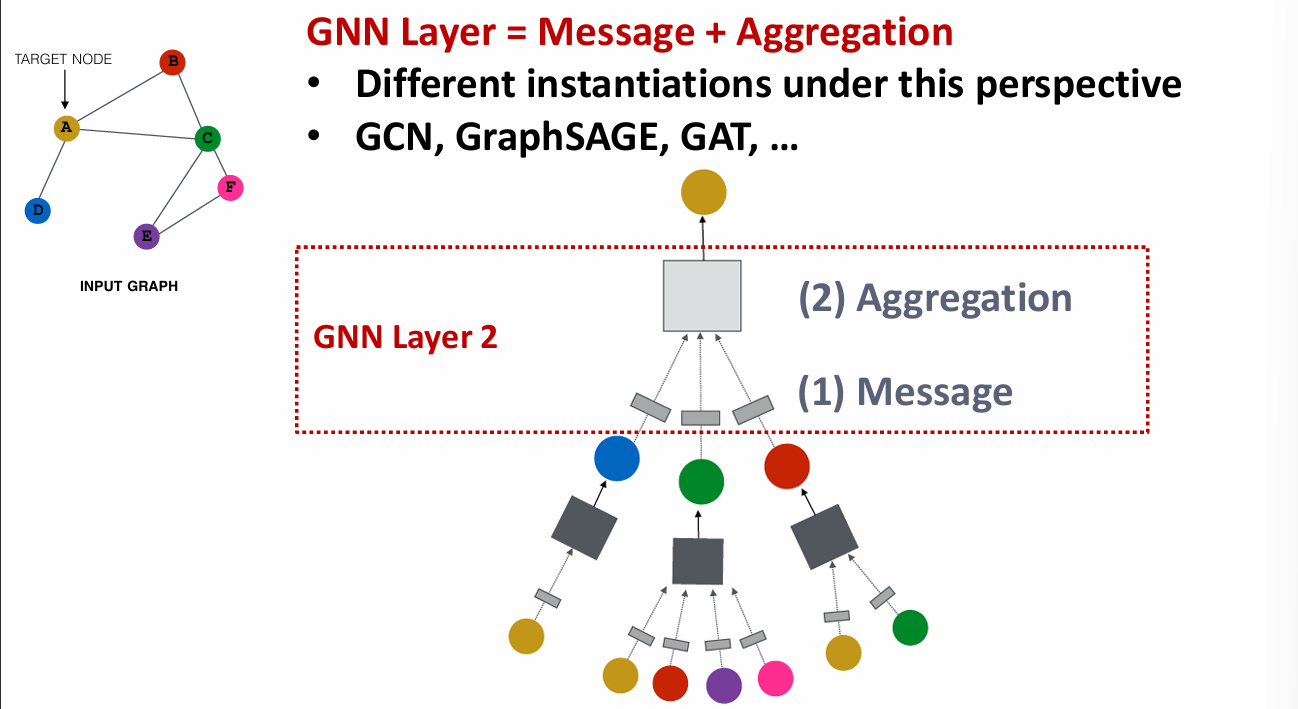 GNN Layer = Message + Aggregation
• Different instantiations under this perspective
• GCN, GraphSAGE, GAT, …
TARGET NODE
B
A
C
F
D
E
INPUT GRAPH
(2) Aggregation
GNN Layer 2
(1) Message